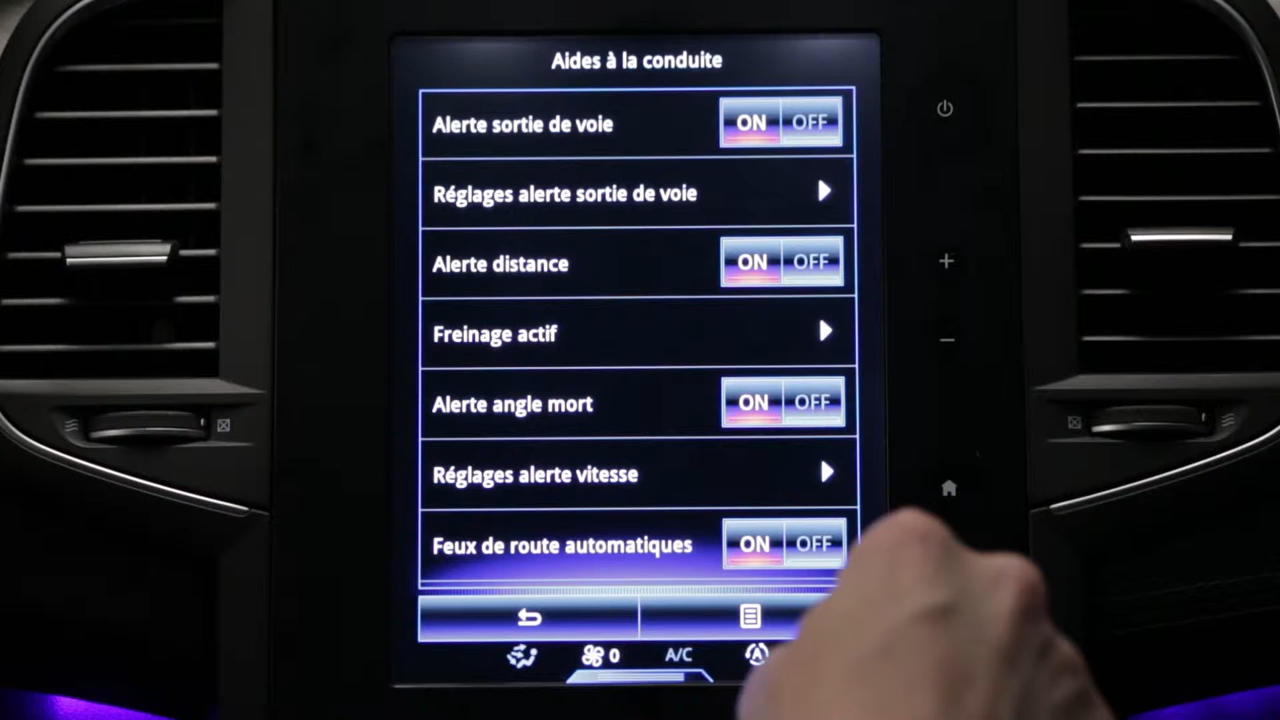 Aides à la conduite
Alerte sortie de voie ON OFF
Réglages alerte sortie de voie
Alerte distance ON OFF
Freinage actif
Alerte angle mort ON OFF
Réglages alerte vitesse
Feux de route automatiques ON OFF
0 A/C A